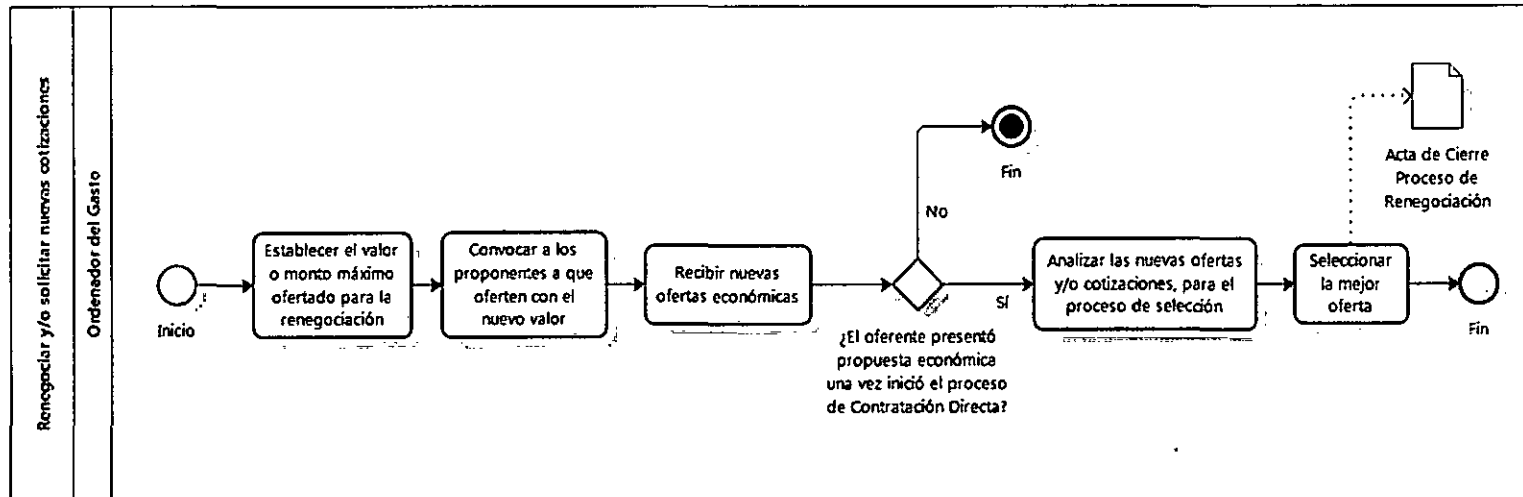 Renegociar y/o solicitar nuevas cotizaciones
Ordenador del Gasto
Inicio
Establecer el valor
o monto máximo
ofertado para la
renegociación
Convocar a los
proponentes a que
oferten con el
nuevo valor
Recibir nuevas
ofertas económicas
¿El oferente presentó
propuesta económica
una vez inició el proceso
de Contratación Directa?
No
Fin
Sí
Analizar las nuevas ofertas
y/o cotizaciones, para el
proceso de selección
Seleccionar
la mejor
oferta
Acta de Cierre
Proceso de
Renegociación
Fin